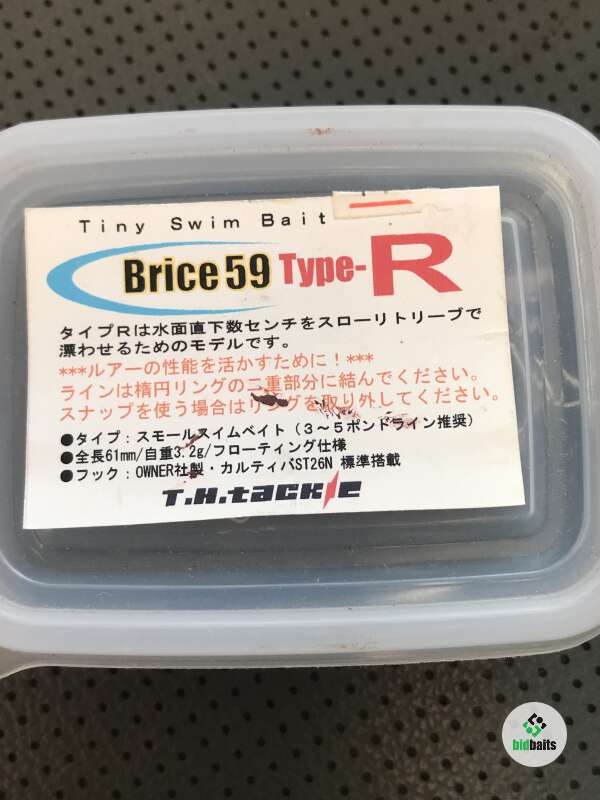 Tiny Swim Bait
Brice59 Type-R
タイプRは水面直下数センチをスローリトリーブで
漂わせるためのモデルです。
***ルアーの性能を活かすために！***
ラインは楕円リングの二重部分に結んでください。
スナップを使う場合はリングを取り外してください。
●タイプ：スモールスイムベイト（3～5ポンドライン推奨）
●全長61mm/自重3.2g/フローティング仕様
●フック：OWNER社製・カルティバST26N 標準搭載
T.H.tackle
bidbaits